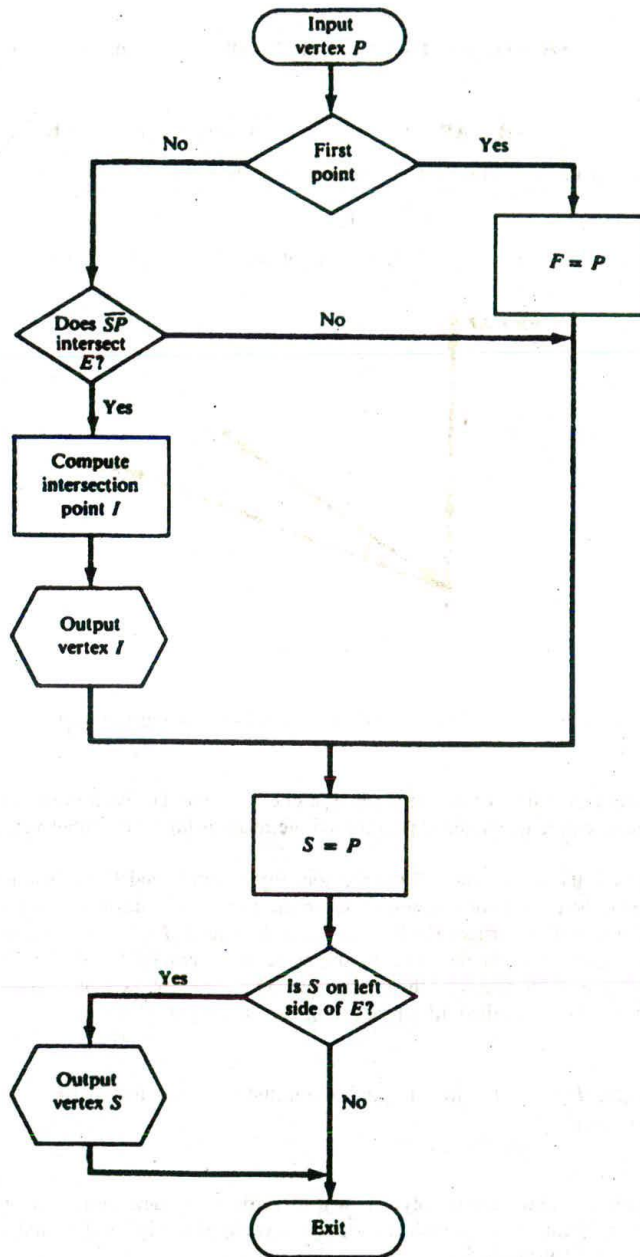 Input
vertex P
No
First
point
Yes
F = P
Does SP
intersect
E?
No
Yes
Compute
intersection
point I
Output
vertex I
S = P
Is S on left
side of E?
Yes
Output
vertex S
No
Exit